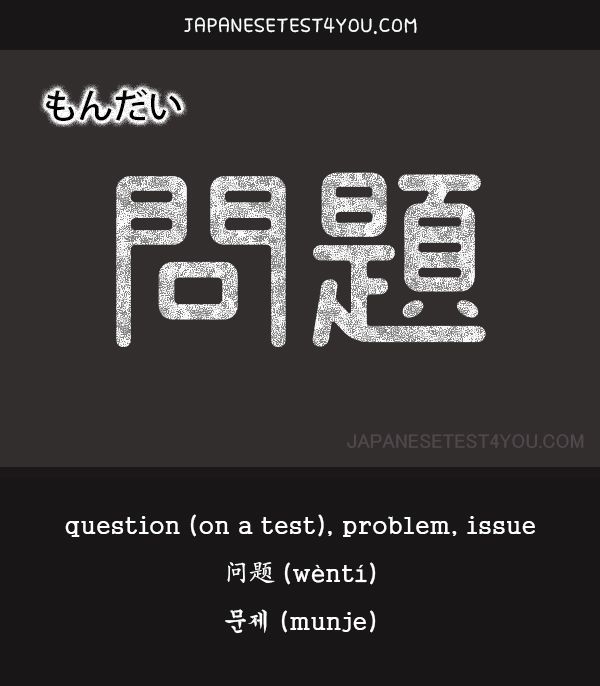 JAPANESETEST4YOU.COM
もんだい
問題
JAPANESETEST4YOU.COM
question (on a test), problem, issue
问题 (wèntí)
문제 (munje)